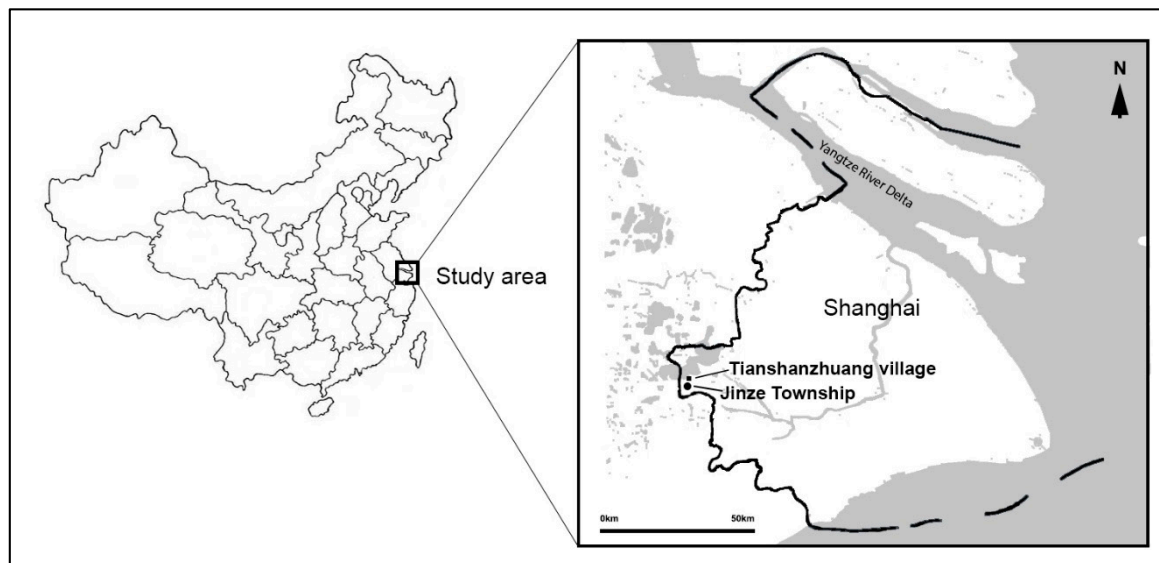 Study area
N
Yangtze River Delta
Shanghai
Tianshanzhuang village
Jinze Township
0km 50km